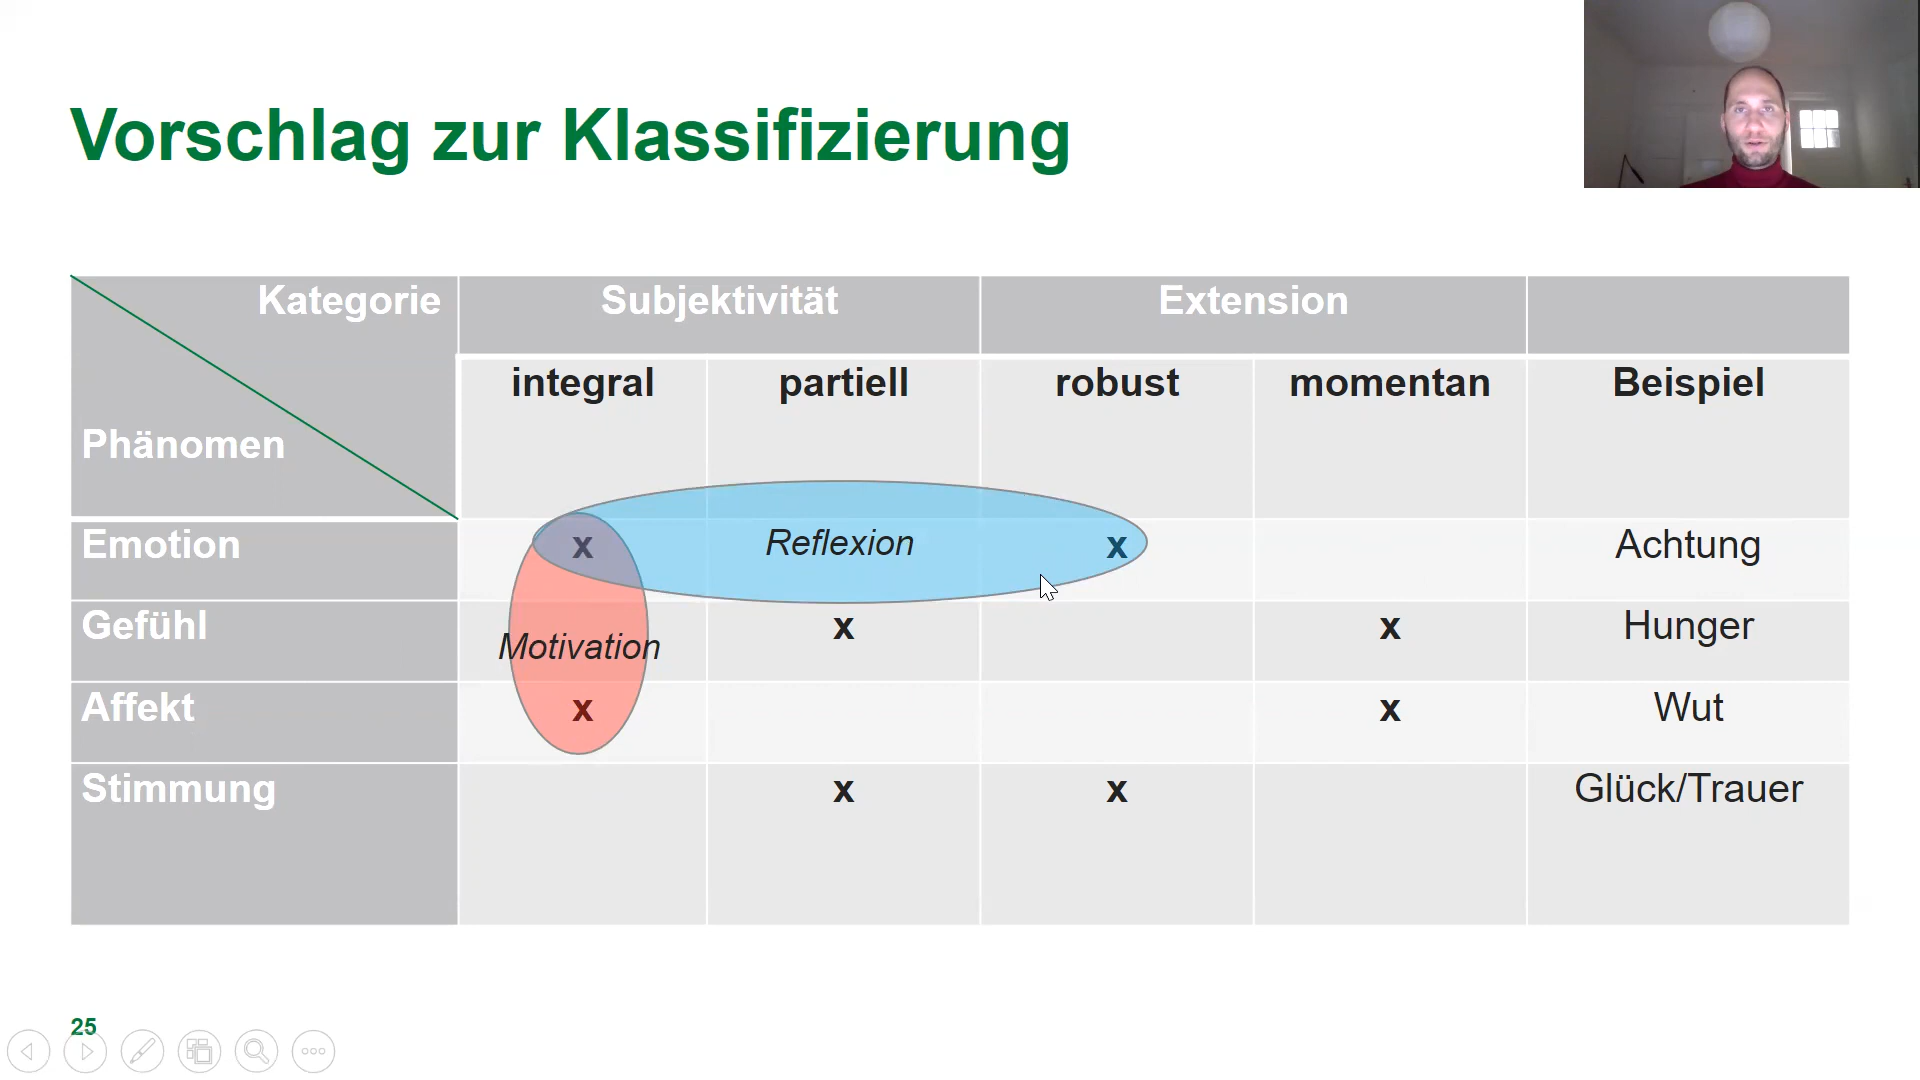 Vorschlag zur Klassifizierung
Kategorie Subjektivität Extension
Phänomen integral partiell robust momentan Beispiel
Emotion x Reflexion x Achtung
Gefühl x x Hunger
Motivation
Affekt x x Wut
Stimmung x x Glück/Trauer
25